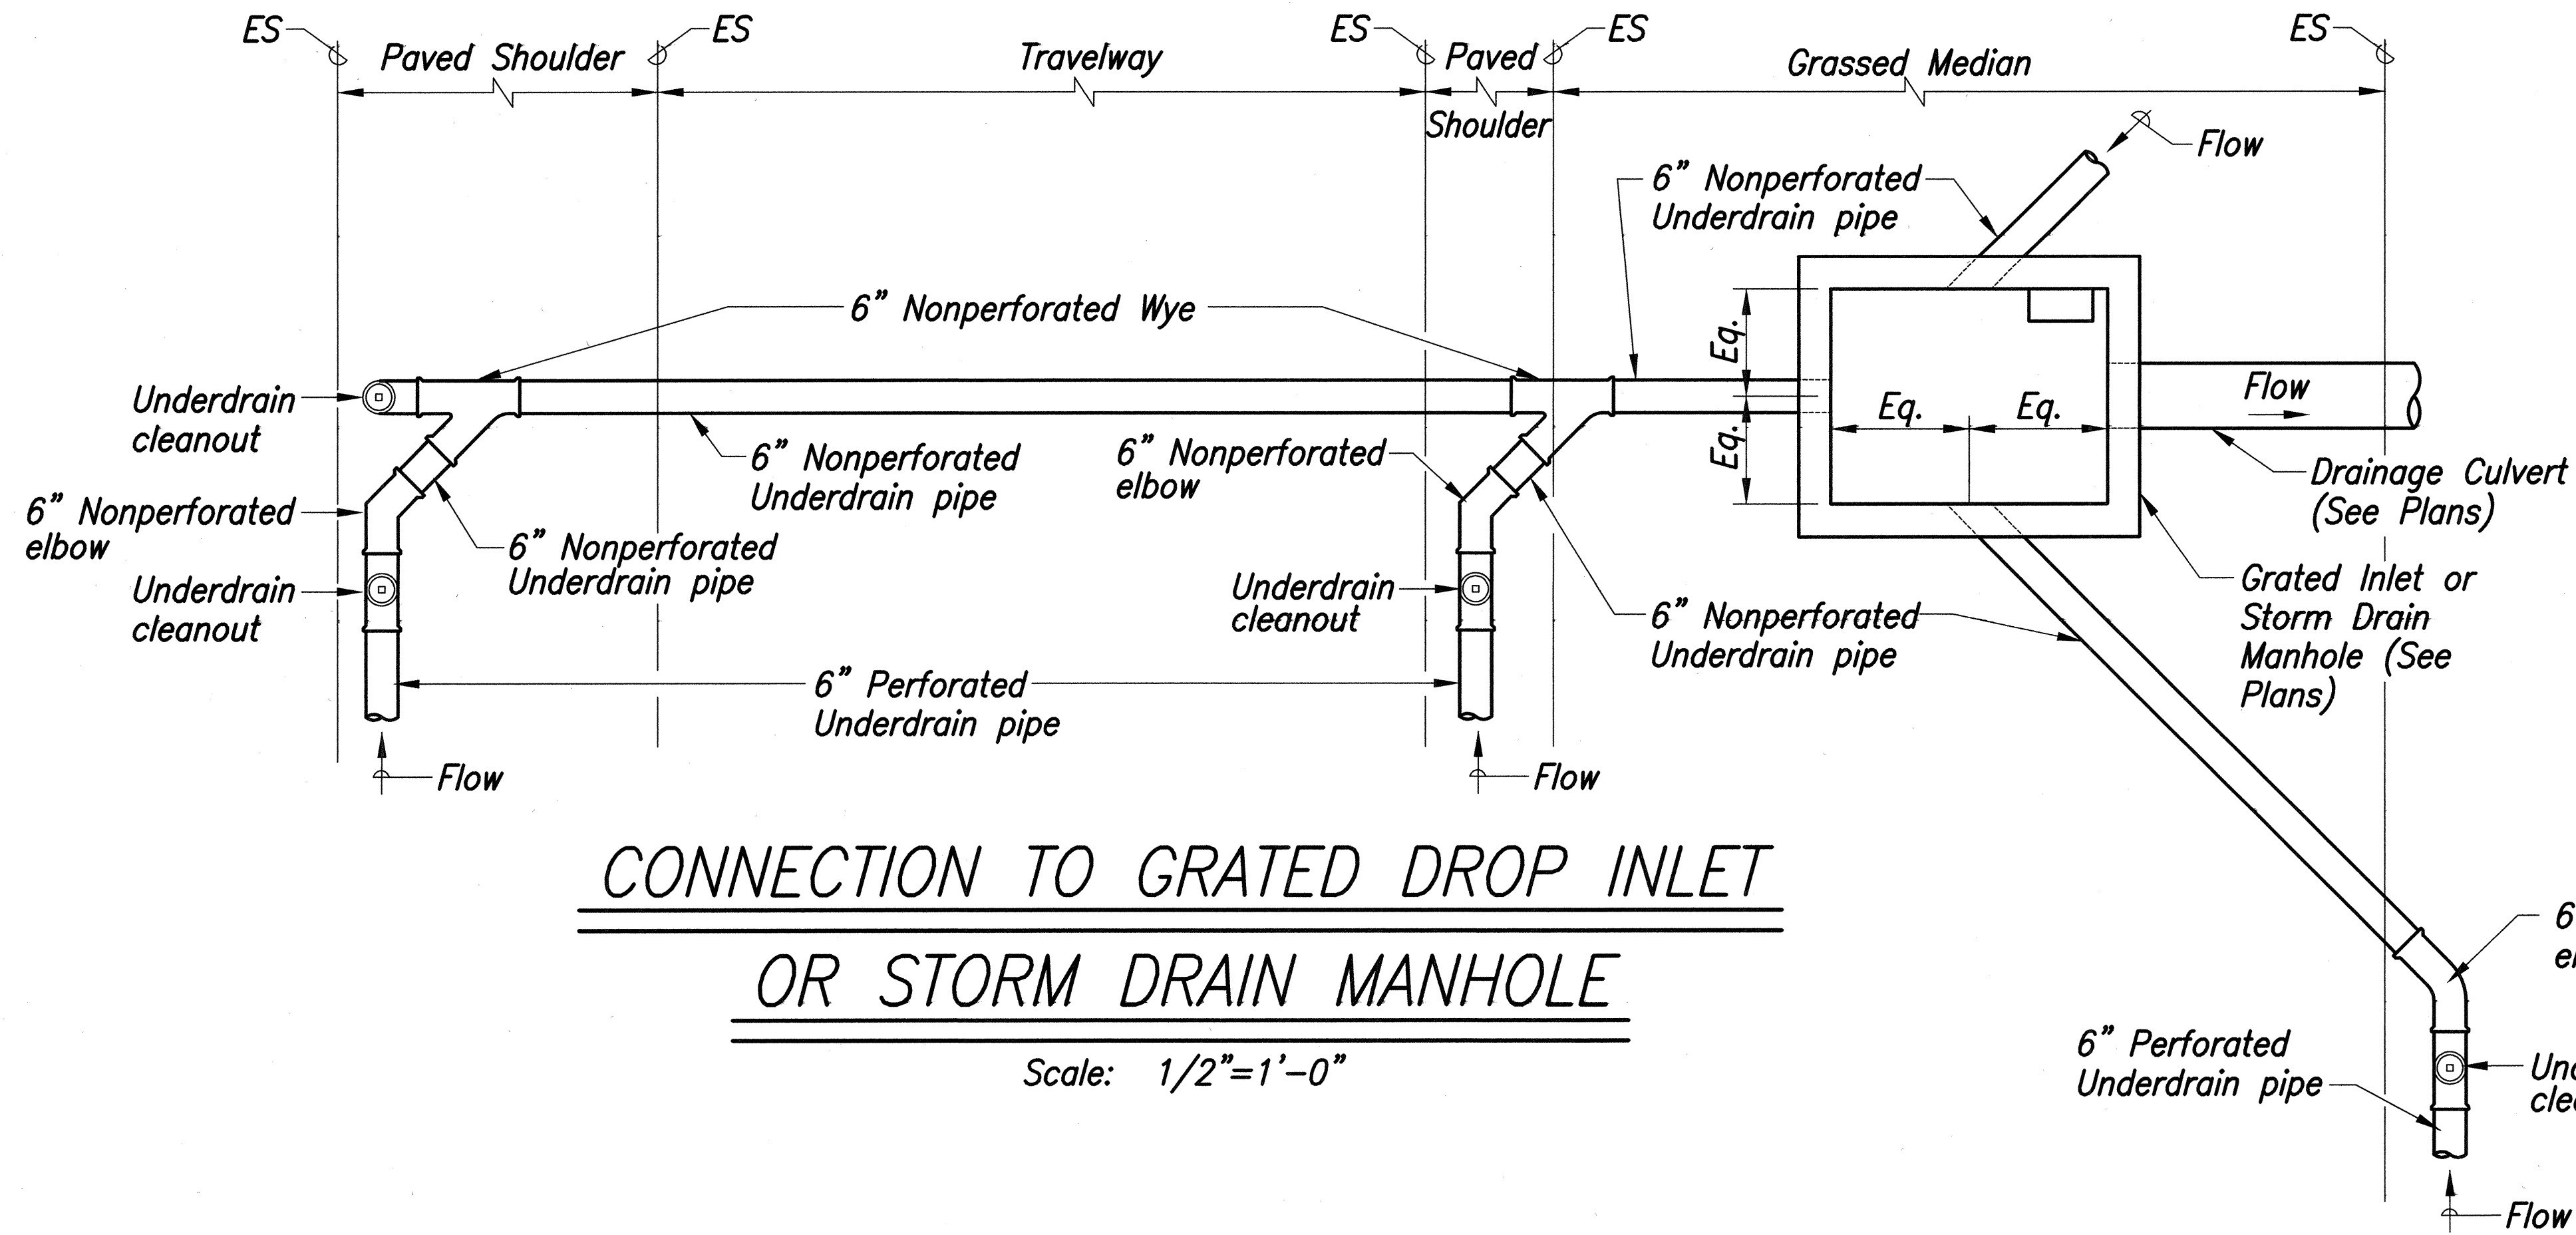 ES
ES
ES
ES
ES
Paved Shoulder
Travelway
Paved
Shoulder
Grassed Median
Flow
6" Nonperforated
Underdrain pipe
6" Nonperforated Wye
Eq.
Eq.
Eq.
Eq.
Flow
Underdrain
cleanout
6" Nonperforated
Underdrain pipe
6" Nonperforated
elbow
Drainage Culvert
(See Plans)
6" Nonperforated
elbow
6" Nonperforated
Underdrain pipe
Underdrain
cleanout
Underdrain
cleanout
6" Nonperforated
Underdrain pipe
Grated Inlet or
Storm Drain
Manhole (See
Plans)
6" Perforated
Underdrain pipe
Flow
Flow
CONNECTION TO GRATED DROP INLET
OR STORM DRAIN MANHOLE
Scale: 1/2"=1'-0"
6" Perforated
Underdrain pipe
Flow